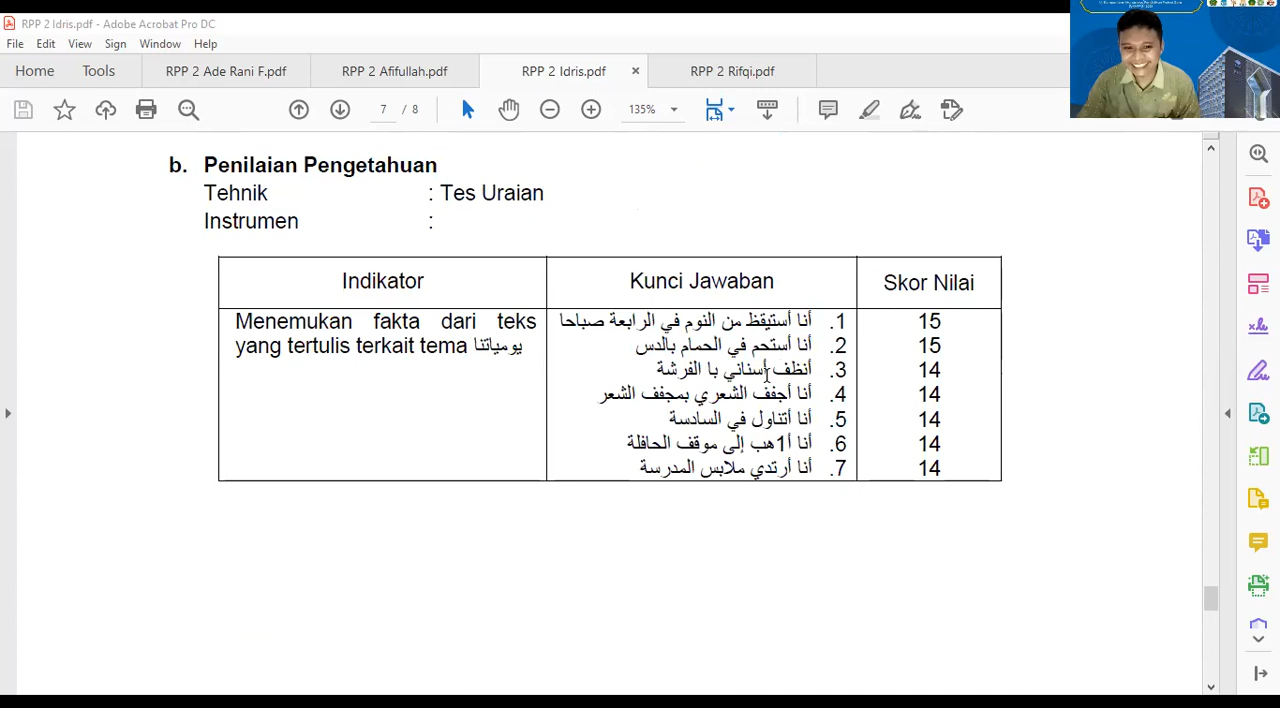 RPP 2 Idris.pdf - Adobe Acrobat Pro DC
File Edit View Sign Window Help
Home Tools RPP 2 Ade Rani F.pdf RPP 2 Afifullah.pdf RPP 2 Idris.pdf × RPP 2 Rifqi.pdf
7 / 8 135%
b. Penilaian Pengetahuan
Tehnik : Tes Uraian
Instrumen :
Indikator Kunci Jawaban Skor Nilai
Menemukan fakta dari teks
yang tertulis terkait tema يومياتنا
1. أنا أستيقظ من النوم في الرابعة صباحا 15
2. أنا أستحم في الحمام بالدس 15
3. أنظف أسناني با الفرشة 14
4. أنا أجفف الشعري بمجفف الشعر 14
5. أنا أتناول في السادسة 14
6. أنا أ1هب إلى موقف الحافلة 14
7. أنا أرتدي ملابس المدرسة 14